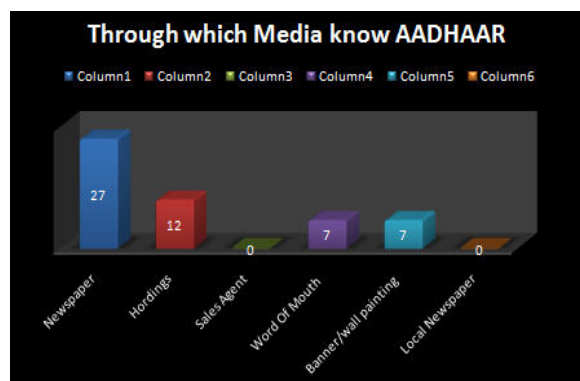 Through which Media know AADHAAR
Column1 Column2 Column3 Column4 Column5 Column6
27
12
0
7
7
0
Newspaper
Hordings
Sales Agent
Word Of Mouth
Banner/wall painting
Local Newspaper